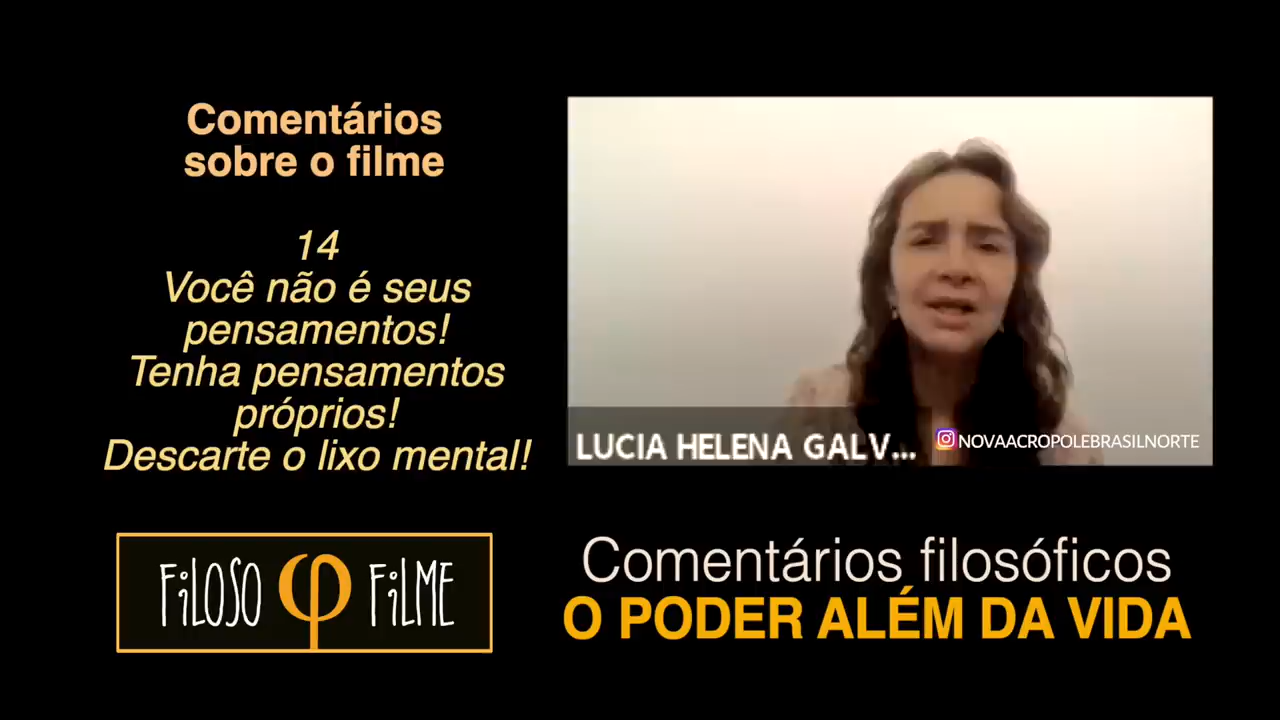 Comentários
sobre o filme
14
Você não é seus
pensamentos!
Tenha pensamentos
próprios!
Descarte o lixo mental!
LUCIA HELENA GALV...
NOVAACROPOLEBRASILNORTE
FiLOSO φ FiLME
Comentários filosóficos
O PODER ALÉM DA VIDA